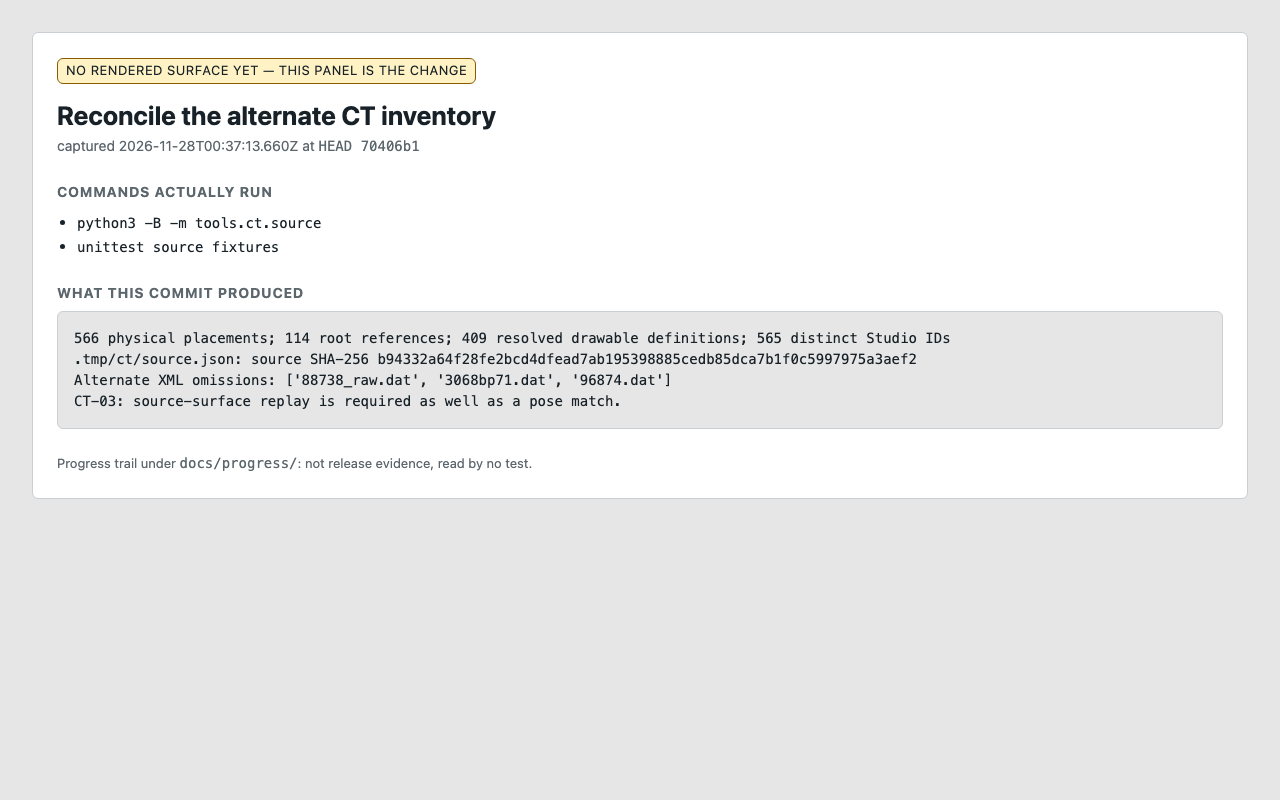 NO RENDERED SURFACE YET — THIS PANEL IS THE CHANGE
Reconcile the alternate CT inventory
captured 2026-11-28T00:37:13.660Z at HEAD 70406b1
COMMANDS ACTUALLY RUN
• python3 -B -m tools.ct.source
• unittest source fixtures
WHAT THIS COMMIT PRODUCED
566 physical placements; 114 root references; 409 resolved drawable definitions; 565 distinct Studio IDs
.tmp/ct/source.json: source SHA-256 b94332a64f28fe2bcd4dfead7ab195398885cedb85dca7b1f0c5997975a3aef2
Alternate XML omissions: ['88738_raw.dat', '3068bp71.dat', '96874.dat']
CT-03: source-surface replay is required as well as a pose match.
Progress trail under docs/progress/: not release evidence, read by no test.